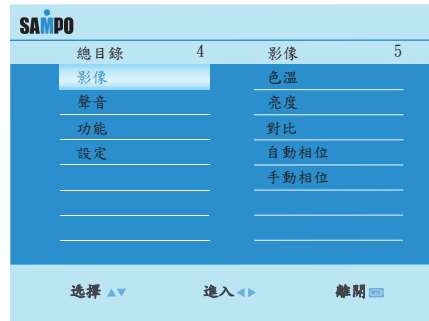 SAMPO
總目錄 4 影像 5
影像 色溫
聲音 亮度
功能 對比
設定 自動相位
手動相位
选擇 ▲▼ 進入 ◀▶ 離開